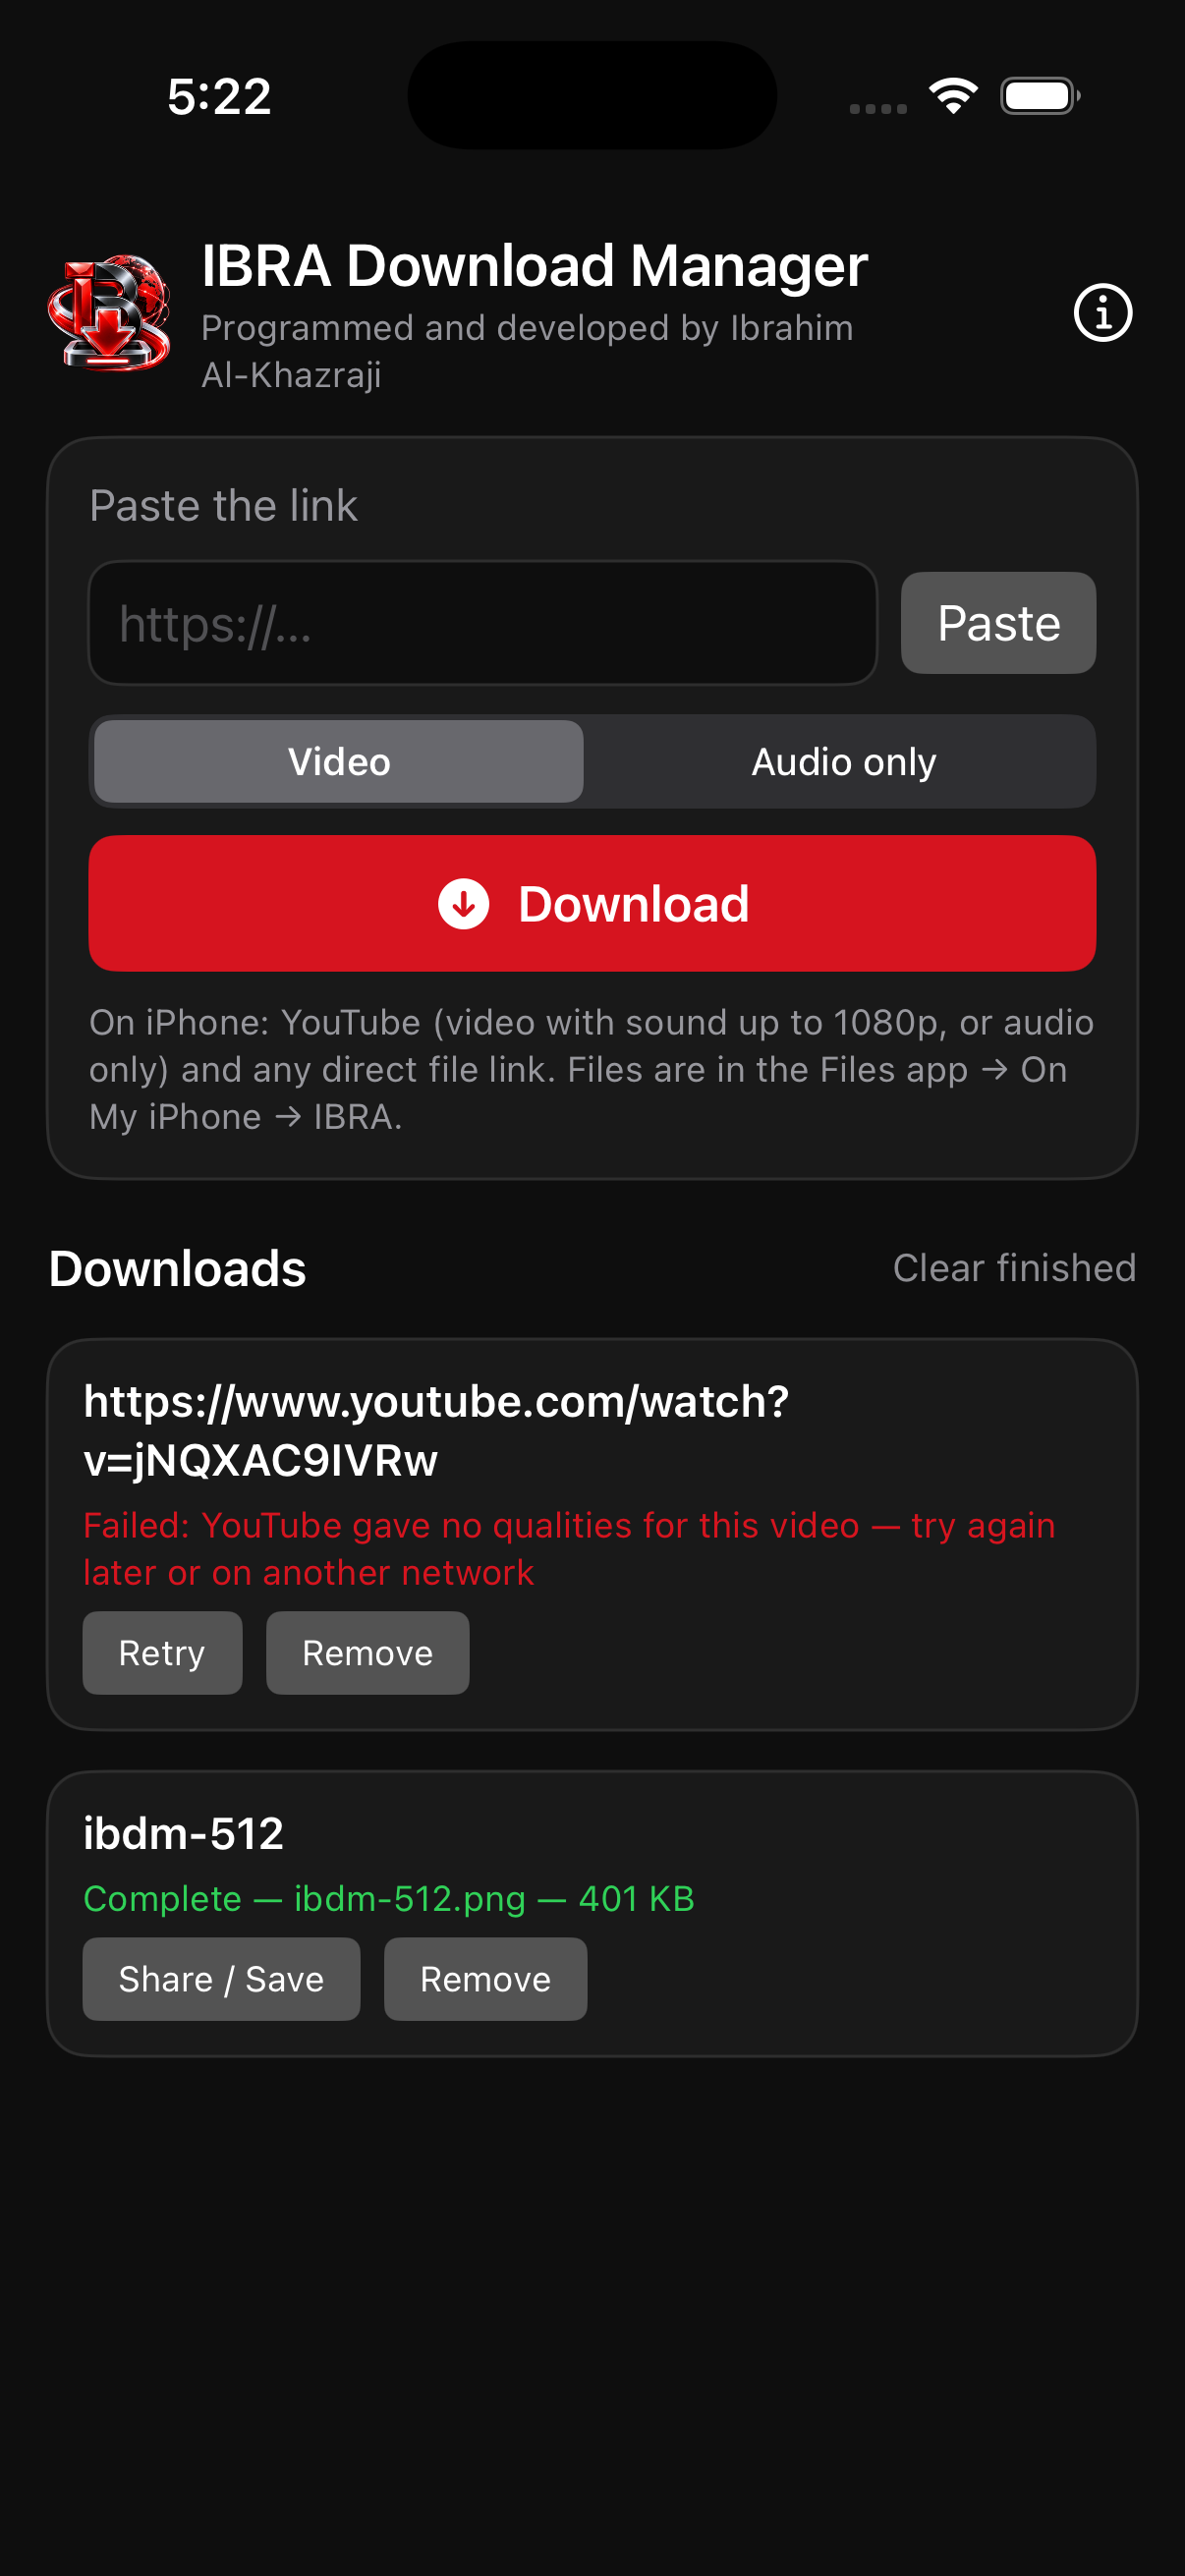 5:22
IBRA Download Manager
Programmed and developed by Ibrahim
Al-Khazraji
Paste the link
https://...
Paste
Video
Audio only
Download
On iPhone: YouTube (video with sound up to 1080p, or audio
only) and any direct file link. Files are in the Files app → On
My iPhone → IBRA.
Downloads
Clear finished
https://www.youtube.com/watch?
v=jNQXAC9IVRw
Failed: YouTube gave no qualities for this video — try again
later or on another network
Retry
Remove
ibdm-512
Complete — ibdm-512.png — 401 KB
Share / Save
Remove